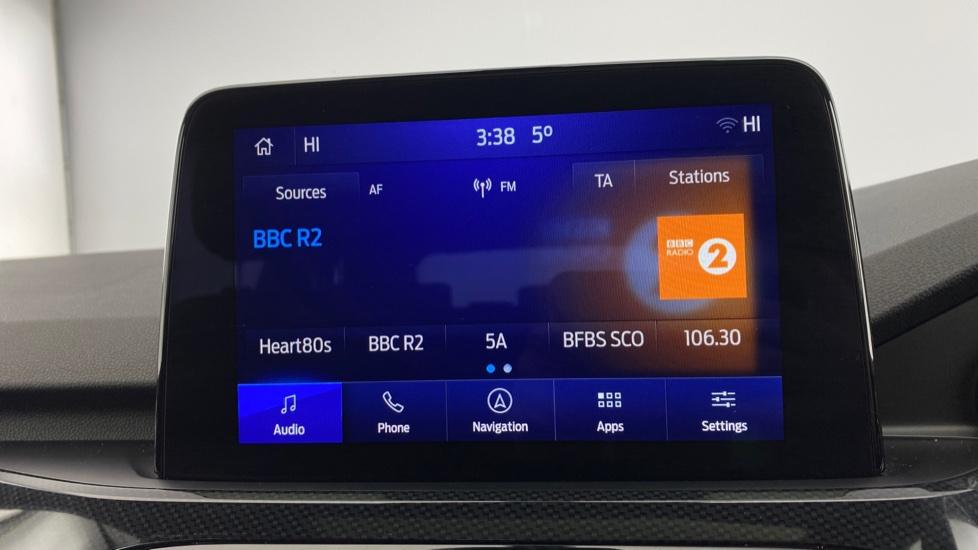 HI 3:38 5º HI
Sources AF FM TA Stations
BBC R2
BBC
RADIO 2
Heart80s BBC R2 5A BFBS SCO 106.30
Audio Phone Navigation Apps Settings